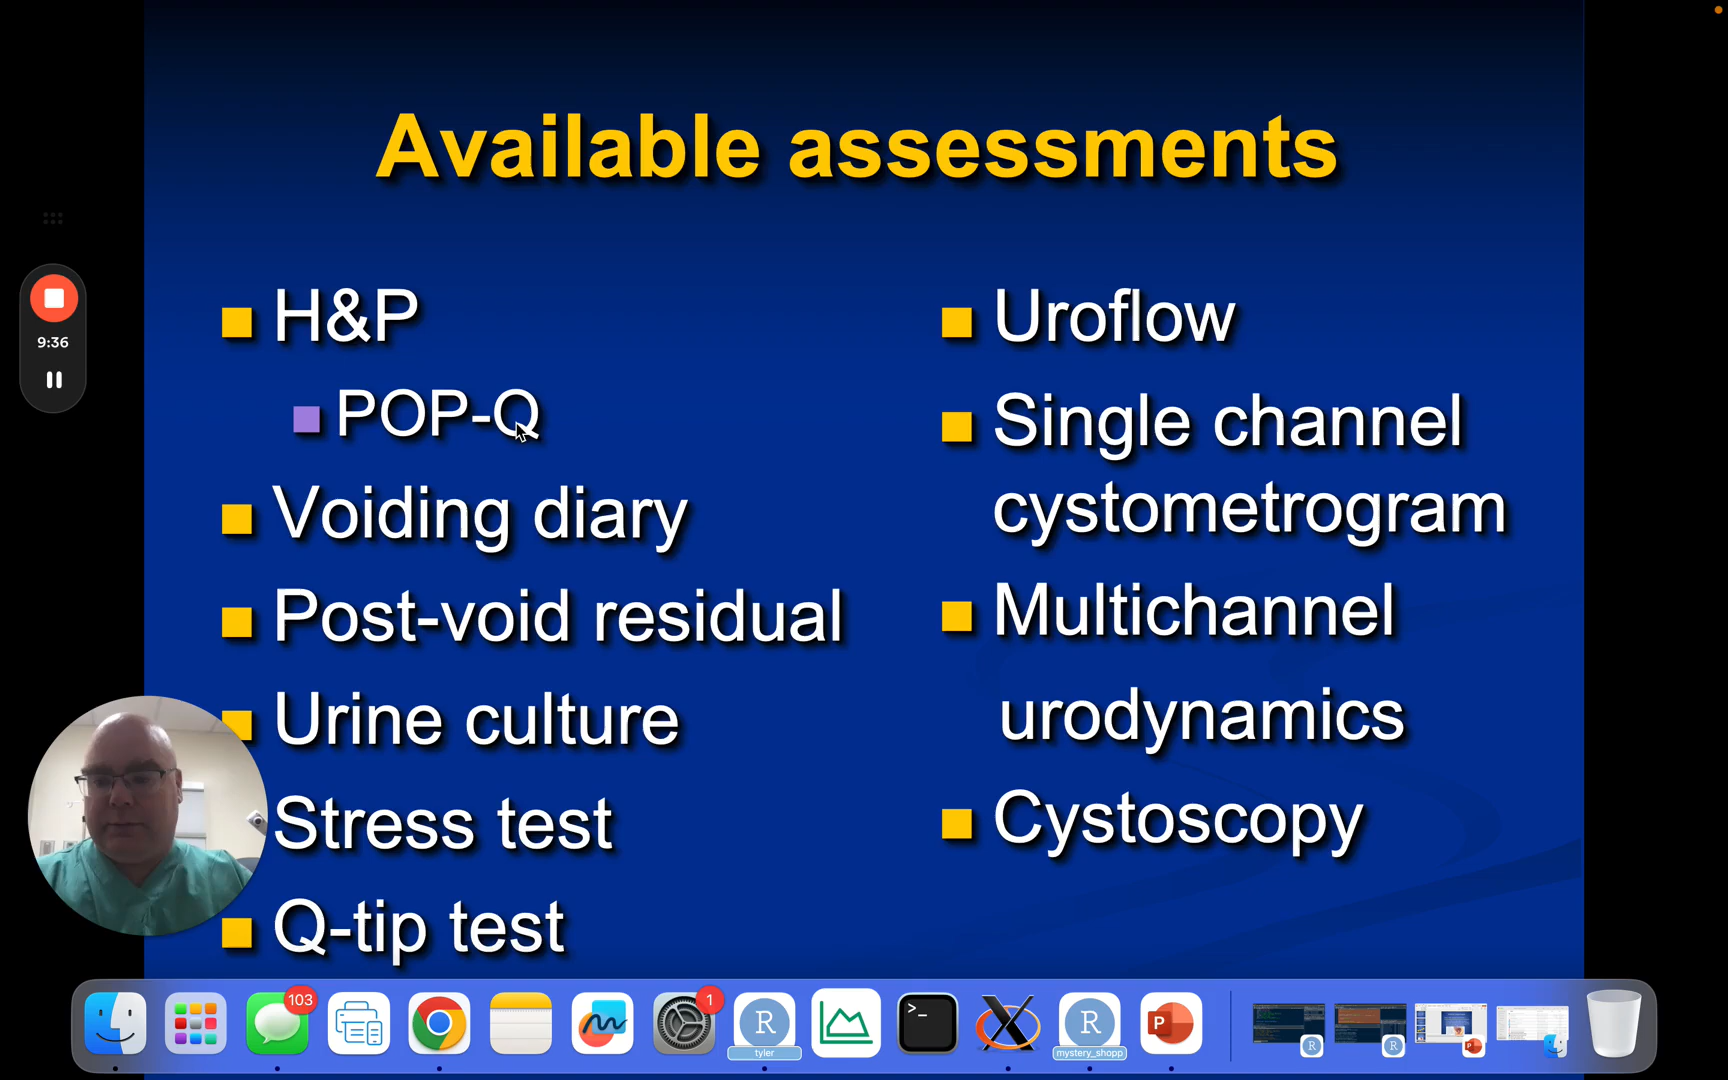 Available assessments
9:36
H&P
POP-Q
Voiding diary
Post-void residual
Urine culture
Stress test
Q-tip test
Uroflow
Single channel
cystometrogram
Multichannel
urodynamics
Cystoscopy
103
1
R
tyler
>_
X
R
mystery_shopp
P
R
R
P